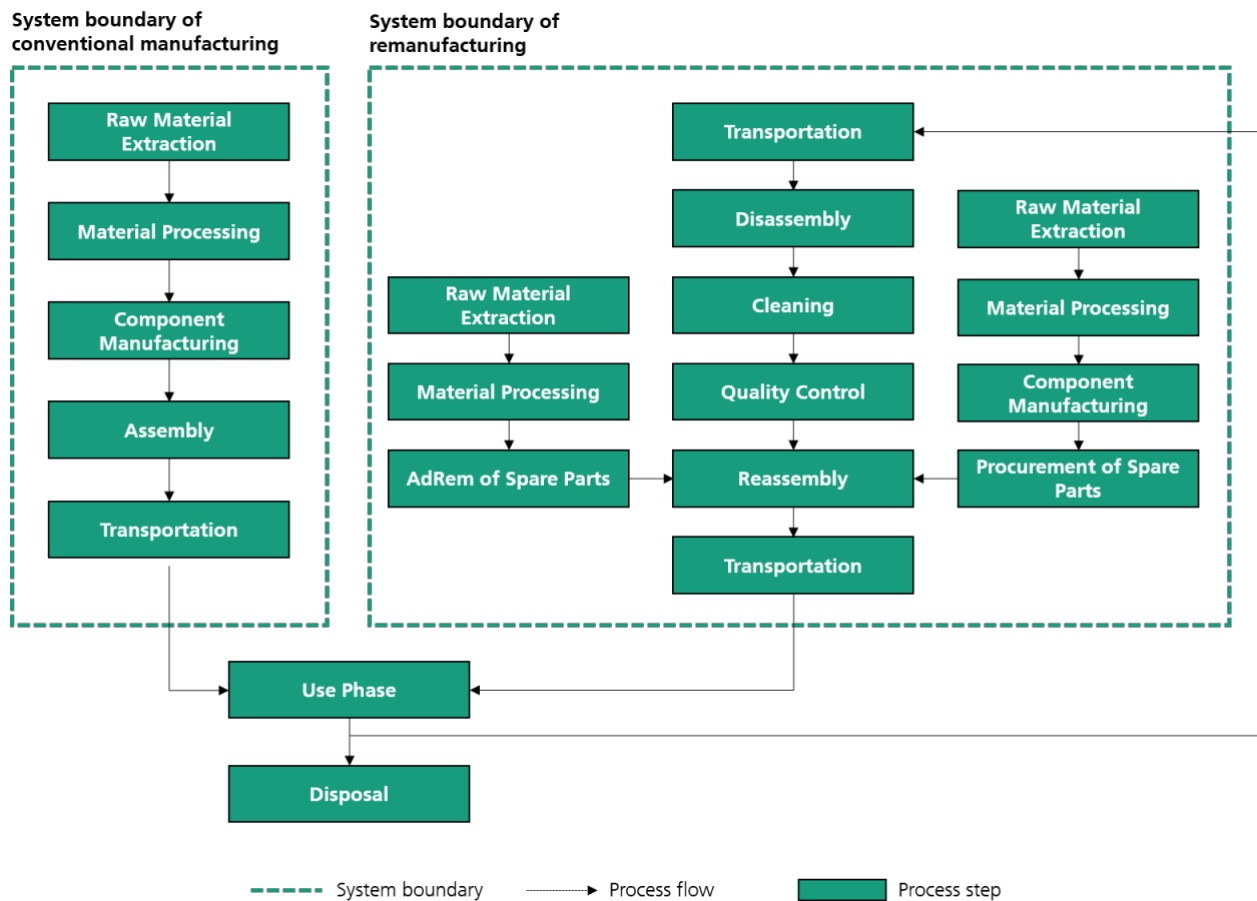 System boundary of
conventional manufacturing
Raw Material
Extraction
Material Processing
Component
Manufacturing
Assembly
Transportation
System boundary of
remanufacturing
Transportation
Disassembly
Cleaning
Quality Control
Reassembly
Transportation
Raw Material
Extraction
Material Processing
AdRem of Spare Parts
Raw Material
Extraction
Material Processing
Component
Manufacturing
Procurement of Spare
Parts
Use Phase
Disposal
System boundary
Process flow
Process step